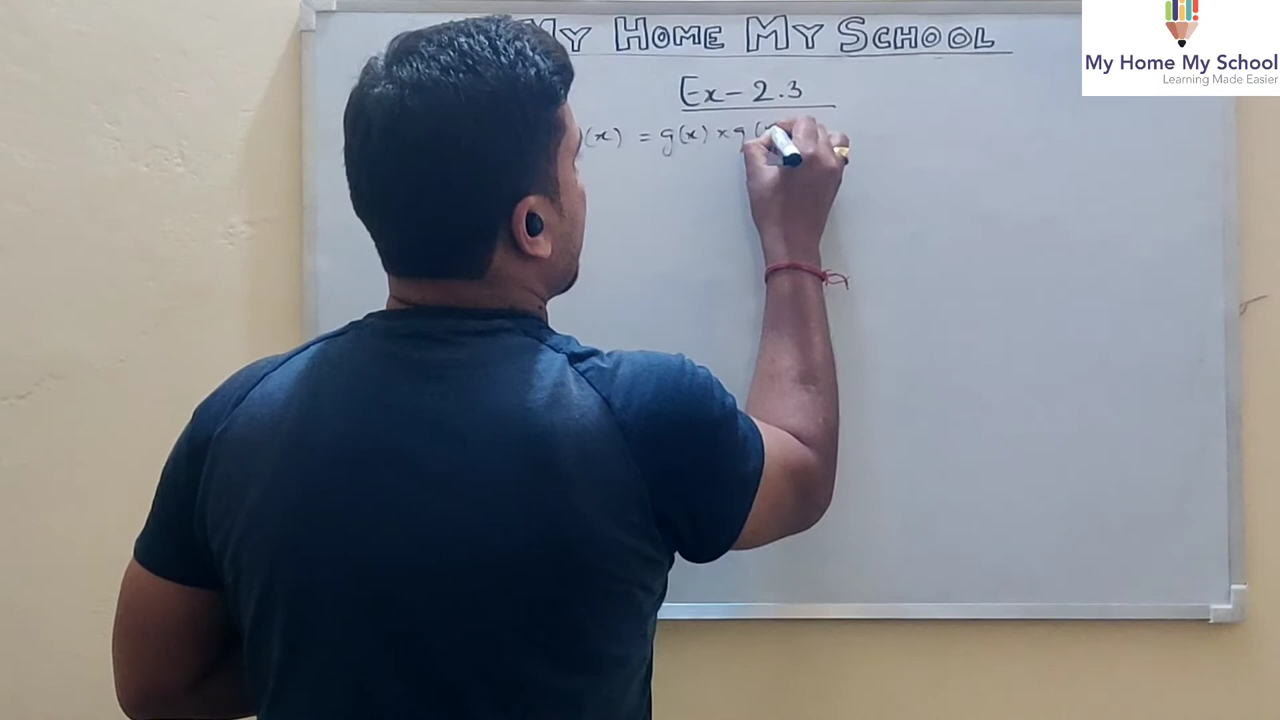 My Home My School
My Home My School
Learning Made Easier
Ex-2.3
(x) = g(x) × q(x